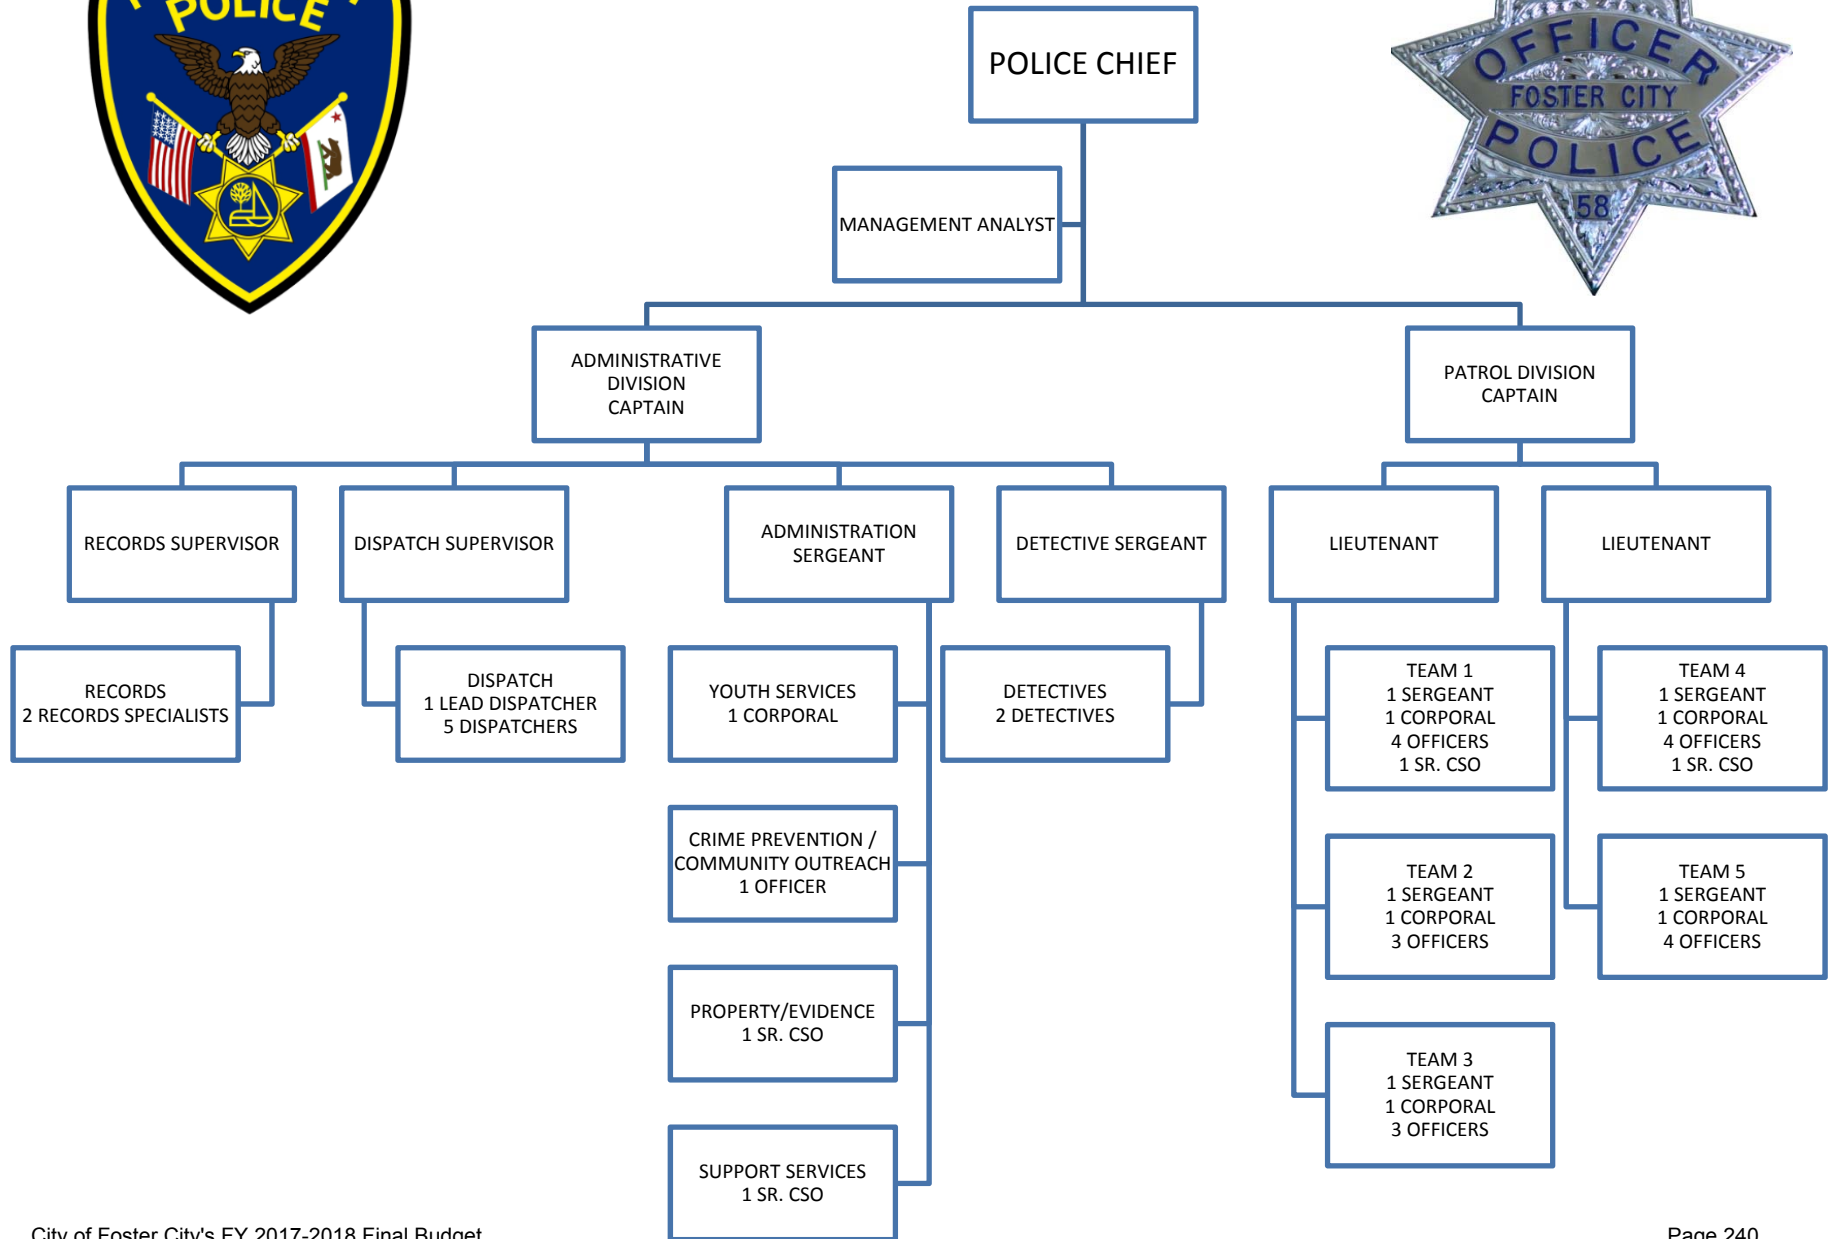 POLICE
OFFICER
FOSTER CITY
POLICE
58
POLICE CHIEF
MANAGEMENT ANALYST
ADMINISTRATIVE
DIVISION
CAPTAIN
PATROL DIVISION
CAPTAIN
RECORDS SUPERVISOR
DISPATCH SUPERVISOR
ADMINISTRATION
SERGEANT
DETECTIVE SERGEANT
LIEUTENANT
LIEUTENANT
RECORDS
2 RECORDS SPECIALISTS
DISPATCH
1 LEAD DISPATCHER
5 DISPATCHERS
YOUTH SERVICES
1 CORPORAL
DETECTIVES
2 DETECTIVES
TEAM 1
1 SERGEANT
1 CORPORAL
4 OFFICERS
1 SR. CSO
TEAM 4
1 SERGEANT
1 CORPORAL
4 OFFICERS
1 SR. CSO
CRIME PREVENTION /
COMMUNITY OUTREACH
1 OFFICER
TEAM 2
1 SERGEANT
1 CORPORAL
3 OFFICERS
TEAM 5
1 SERGEANT
1 CORPORAL
4 OFFICERS
PROPERTY/EVIDENCE
1 SR. CSO
TEAM 3
1 SERGEANT
1 CORPORAL
3 OFFICERS
SUPPORT SERVICES
1 SR. CSO
City of Foster City's FY 2017-2018 Final Budget
Page 240